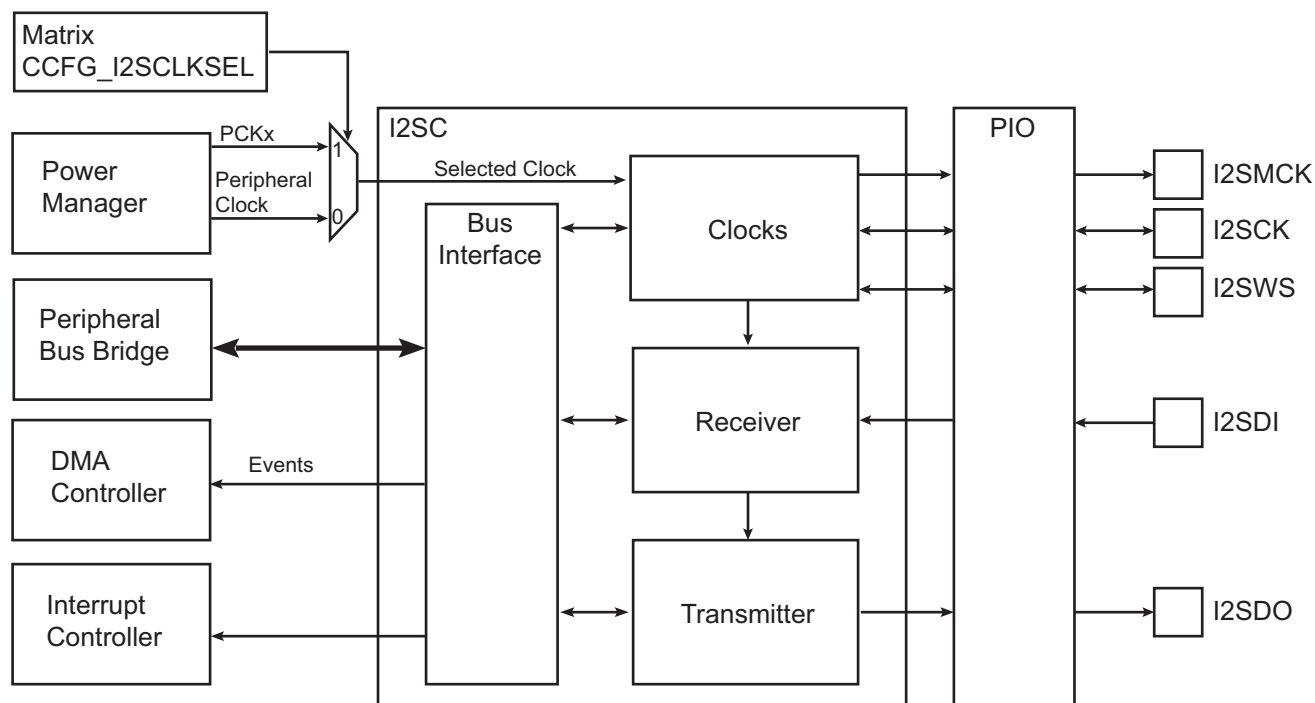 Matrix
CCFG_I2SCLKSEL
I2SC
PIO
PCKx
1
Power
Manager
Peripheral
Clock
0
Selected Clock
Clocks
I2SMCK
I2SCK
I2SWS
Bus
Interface
Peripheral
Bus Bridge
Receiver
I2SDI
DMA
Controller
Events
Interrupt
Controller
Transmitter
I2SDO